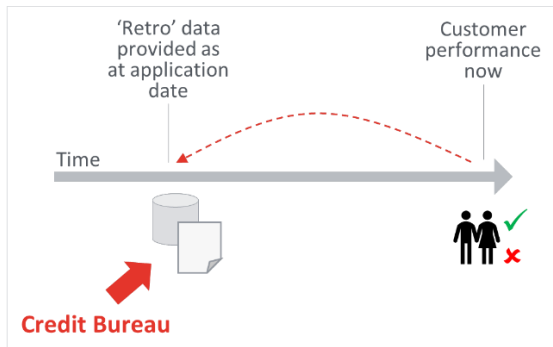 ‘Retro’ data
provided as
at application
date
Customer
performance
now
Time
Credit Bureau